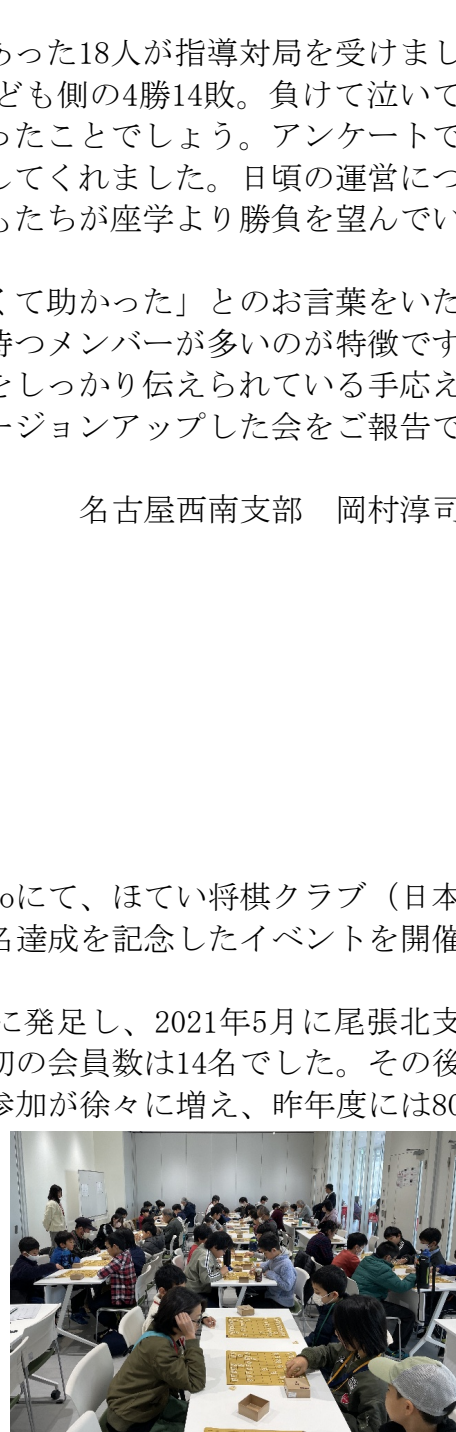 あった18人が指導対局を受けまし
ども側の4勝14敗。負けて泣いて
ったことでしょう。アンケートで
してくれました。日頃の運営につ
もたちが座学より勝負を望んでい
くて助かった」とのお言葉をいた
持つメンバーが多いのが特徴です
をしっかり伝えられている手応え
ージョンアップした会をご報告で
名古屋西南支部　岡村淳司
oにて、ほてい将棋クラブ（日本
名達成を記念したイベントを開催
に発足し、2021年5月に尾張北支
初の会員数は14名でした。その後
参加が徐々に増え、昨年度には80